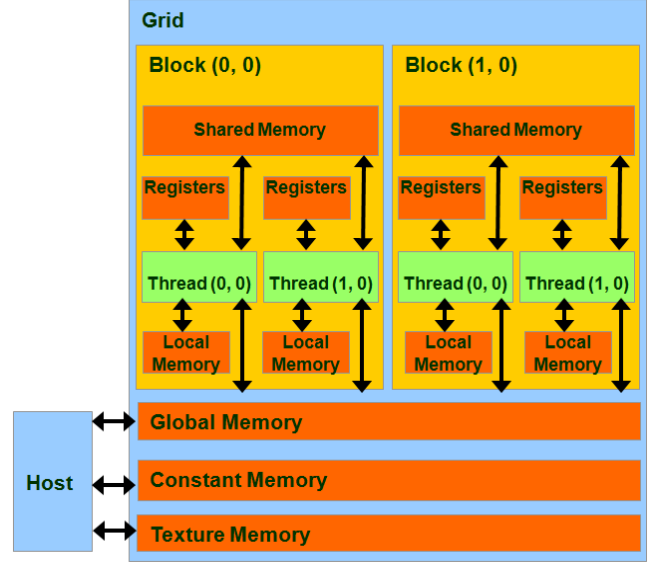 Grid
Block (0, 0)
Block (1, 0)
Shared Memory
Shared Memory
Registers
Registers
Registers
Registers
Thread (0, 0)
Thread (1, 0)
Thread (0, 0)
Thread (1, 0)
Local
Memory
Local
Memory
Local
Memory
Local
Memory
Host
Global Memory
Constant Memory
Texture Memory